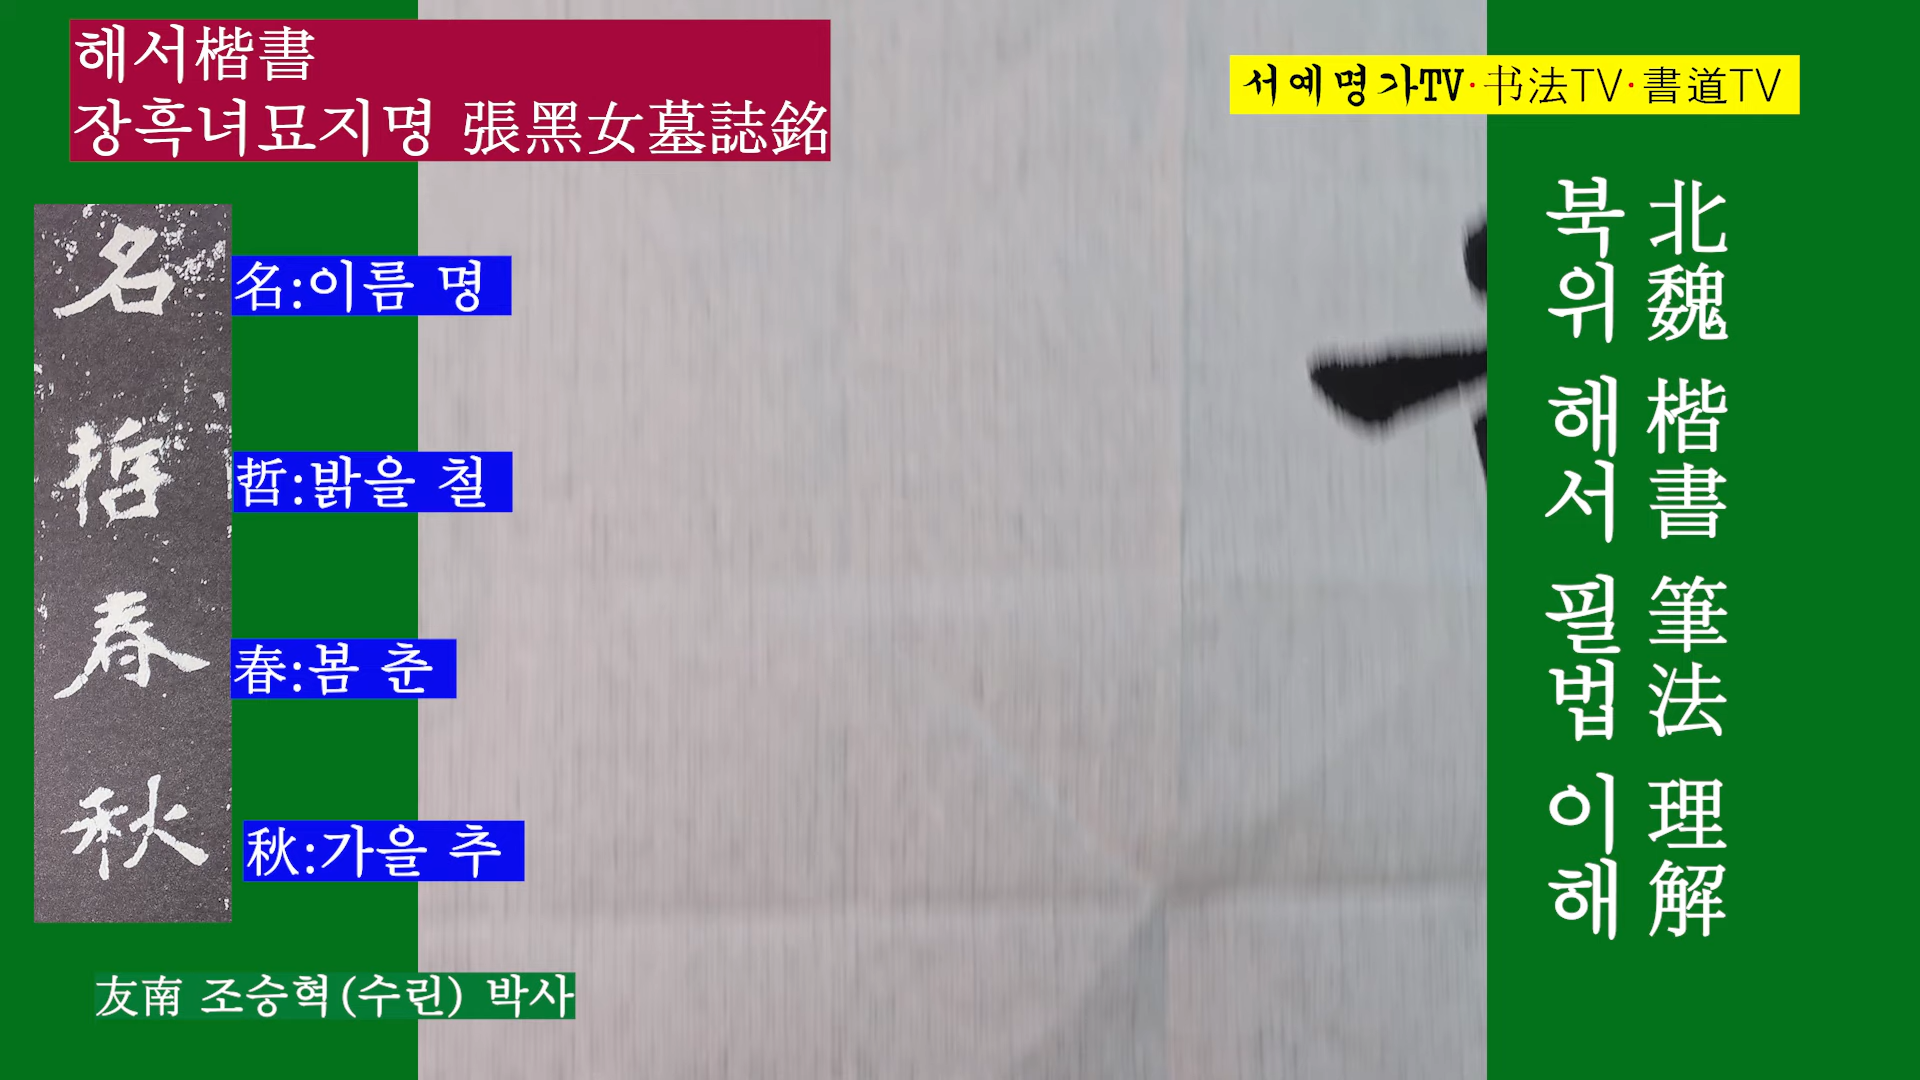 해서楷書
장흑녀묘지명 張黑女墓誌銘
서예명가TV·书法TV·書道TV
名
哲
春
秋
名:이름 명
哲:밝을 철
春:봄 춘
秋:가을 추
북위 해서 필법 이해
北魏 楷書 筆法 理解
友南 조승혁(수린) 박사